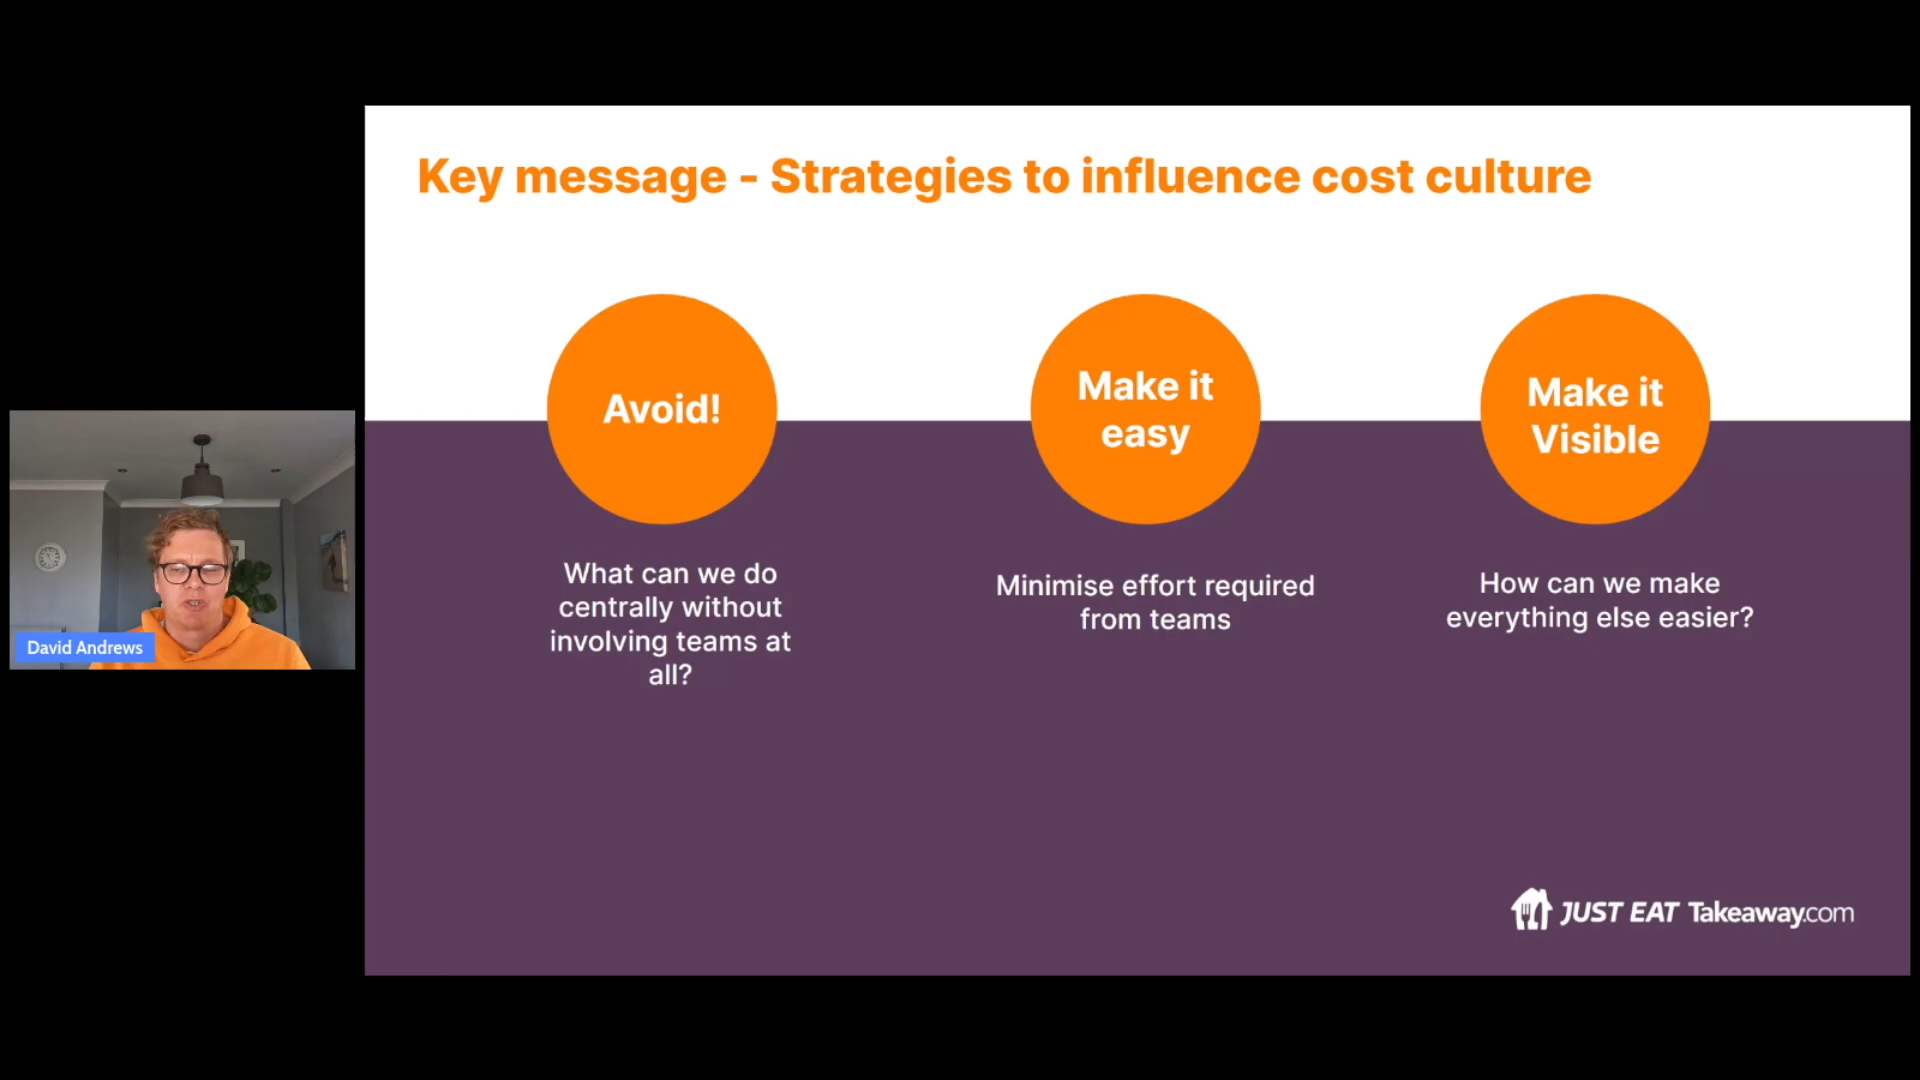 Key message - Strategies to influence cost culture
Avoid!
What can we do
centrally without
involving teams at
all?
Make it
easy
Minimise effort required
from teams
Make it
Visible
How can we make
everything else easier?
David Andrews
JUST EAT Takeaway.com